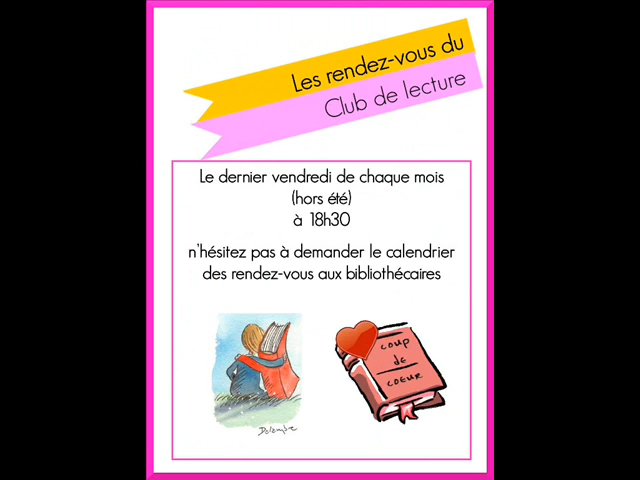 Les rendez-vous du
Club de lecture
Le dernier vendredi de chaque mois
(hors été)
à 18h30
n'hésitez pas à demander le calendrier
des rendez-vous aux bibliothécaires
COUP
de
COEUR
Delambre